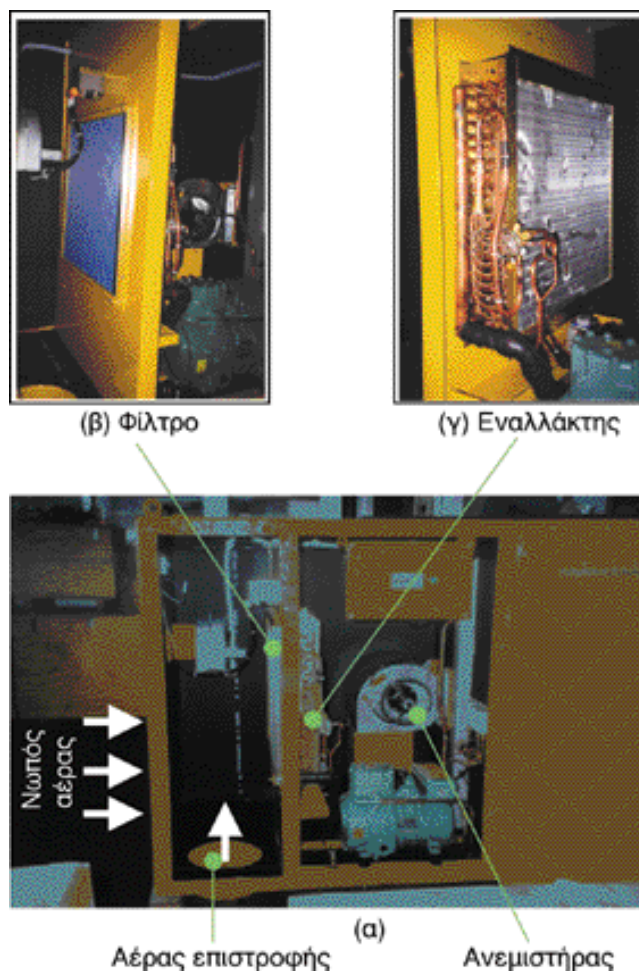 (β) Φίλτρο
(γ) Εναλλάκτης
Νωπός
αέρας
(α)
Αέρας επιστροφής
Ανεμιστήρας